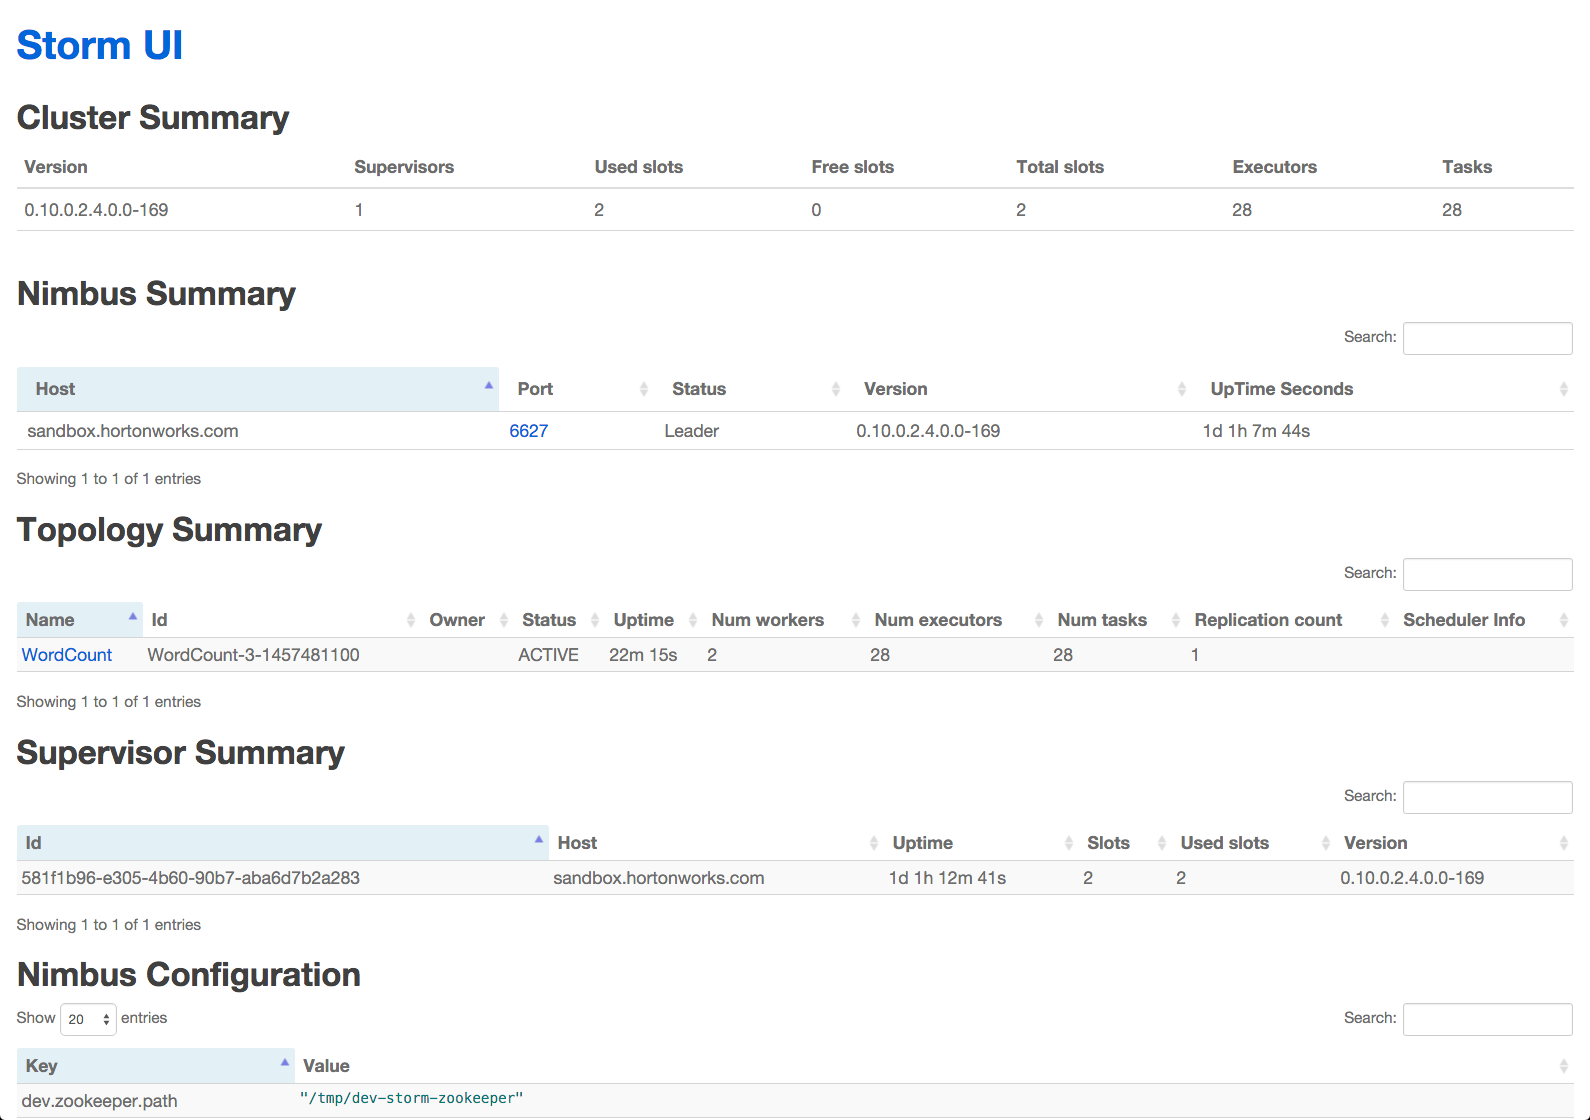 Storm UI
Cluster Summary
Version Supervisors Used slots Free slots Total slots Executors Tasks
0.10.0.2.4.0.0-169 1 2 0 2 28 28
Nimbus Summary
Search:
Host Port Status Version UpTime Seconds
sandbox.hortonworks.com 6627 Leader 0.10.0.2.4.0.0-169 1d 1h 7m 44s
Showing 1 to 1 of 1 entries
Topology Summary
Search:
Name Id Owner Status Uptime Num workers Num executors Num tasks Replication count Scheduler Info
WordCount WordCount-3-1457481100 ACTIVE 22m 15s 2 28 28 1
Showing 1 to 1 of 1 entries
Supervisor Summary
Search:
Id Host Uptime Slots Used slots Version
581f1b96-e305-4b60-90b7-aba6d7b2a283 sandbox.hortonworks.com 1d 1h 12m 41s 2 2 0.10.0.2.4.0.0-169
Showing 1 to 1 of 1 entries
Nimbus Configuration
Show 20 entries Search:
Key Value
dev.zookeeper.path "/tmp/dev-storm-zookeeper"